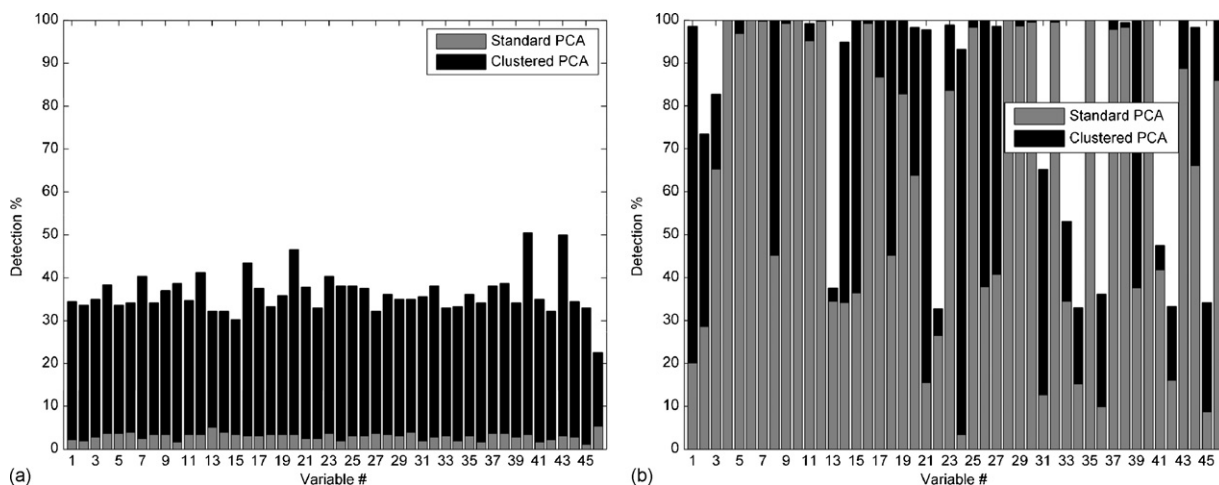 100
90
80
70
60
50
40
30
20
10
0
Detection %
Standard PCA
Clustered PCA
1 3 5 7 9 11 13 15 17 19 21 23 25 27 29 31 33 35 37 39 41 43 45
Variable #
(a)
100
90
80
70
60
50
40
30
20
10
0
Detection %
Standard PCA
Clustered PCA
1 3 5 7 9 11 13 15 17 19 21 23 25 27 29 31 33 35 37 39 41 43 45
Variable #
(b)